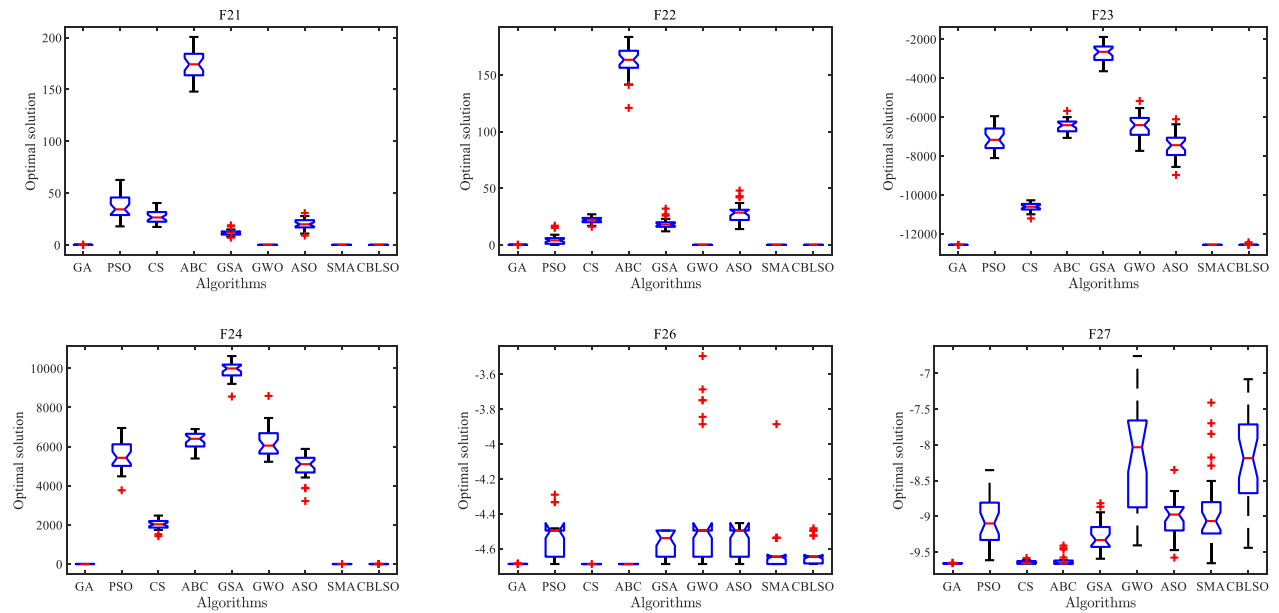 F21
Optimal solution
200
150
100
50
0
GA PSO CS ABC GSA GWO ASO SMA CBLSO
Algorithms
F22
Optimal solution
150
100
50
0
GA PSO CS ABC GSA GWO ASO SMA CBLSO
Algorithms
F23
Optimal solution
-2000
-4000
-6000
-8000
-10000
-12000
GA PSO CS ABC GSA GWO ASO SMA CBLSO
Algorithms
F24
Optimal solution
10000
8000
6000
4000
2000
0
GA PSO CS ABC GSA GWO ASO SMA CBLSO
Algorithms
F26
Optimal solution
-3.6
-3.8
-4
-4.2
-4.4
-4.6
GA PSO CS ABC GSA GWO ASO SMA CBLSO
Algorithms
F27
Optimal solution
-7
-7.5
-8
-8.5
-9
-9.5
GA PSO CS ABC GSA GWO ASO SMA CBLSO
Algorithms